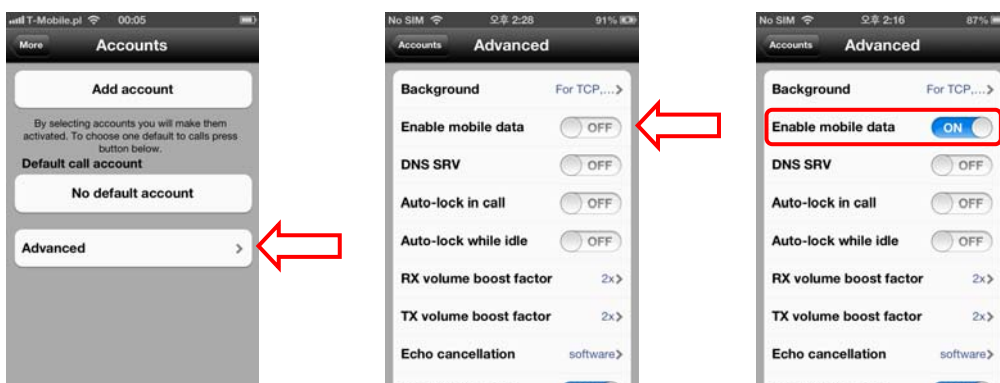 T-Mobile.pl 00:05
More Accounts
Add account
By selecting accounts you will make them
activated. To choose one default to calls press
button below.
Default call account
No default account
Advanced
No SIM 오후 2:28 91%
Accounts Advanced
Background For TCP,...
Enable mobile data OFF
DNS SRV OFF
Auto-lock in call OFF
Auto-lock while idle OFF
RX volume boost factor 2x
TX volume boost factor 2x
Echo cancellation software
No SIM 오후 2:16 87%
Accounts Advanced
Background For TCP,...
Enable mobile data ON
DNS SRV OFF
Auto-lock in call OFF
Auto-lock while idle OFF
RX volume boost factor 2x
TX volume boost factor 2x
Echo cancellation software